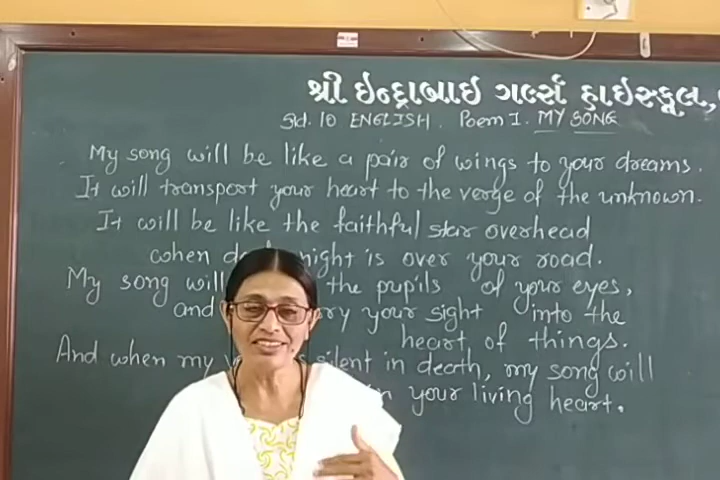 શ્રી ઇન્દ્રાબાઇ ગર્લ્સ હાઇસ્કૂલ,
Std. 10 ENGLISH. Poem 1. MY SONG
My song will be like a pair of wings to your dreams.
It will transport your heart to the verge of the unknown.
It will be like the faithful star overhead
when night is over your road.
My song will the pupils of your eyes,
and your sight into the
heart of things.
And when my silent in death, my song will
in your living heart.